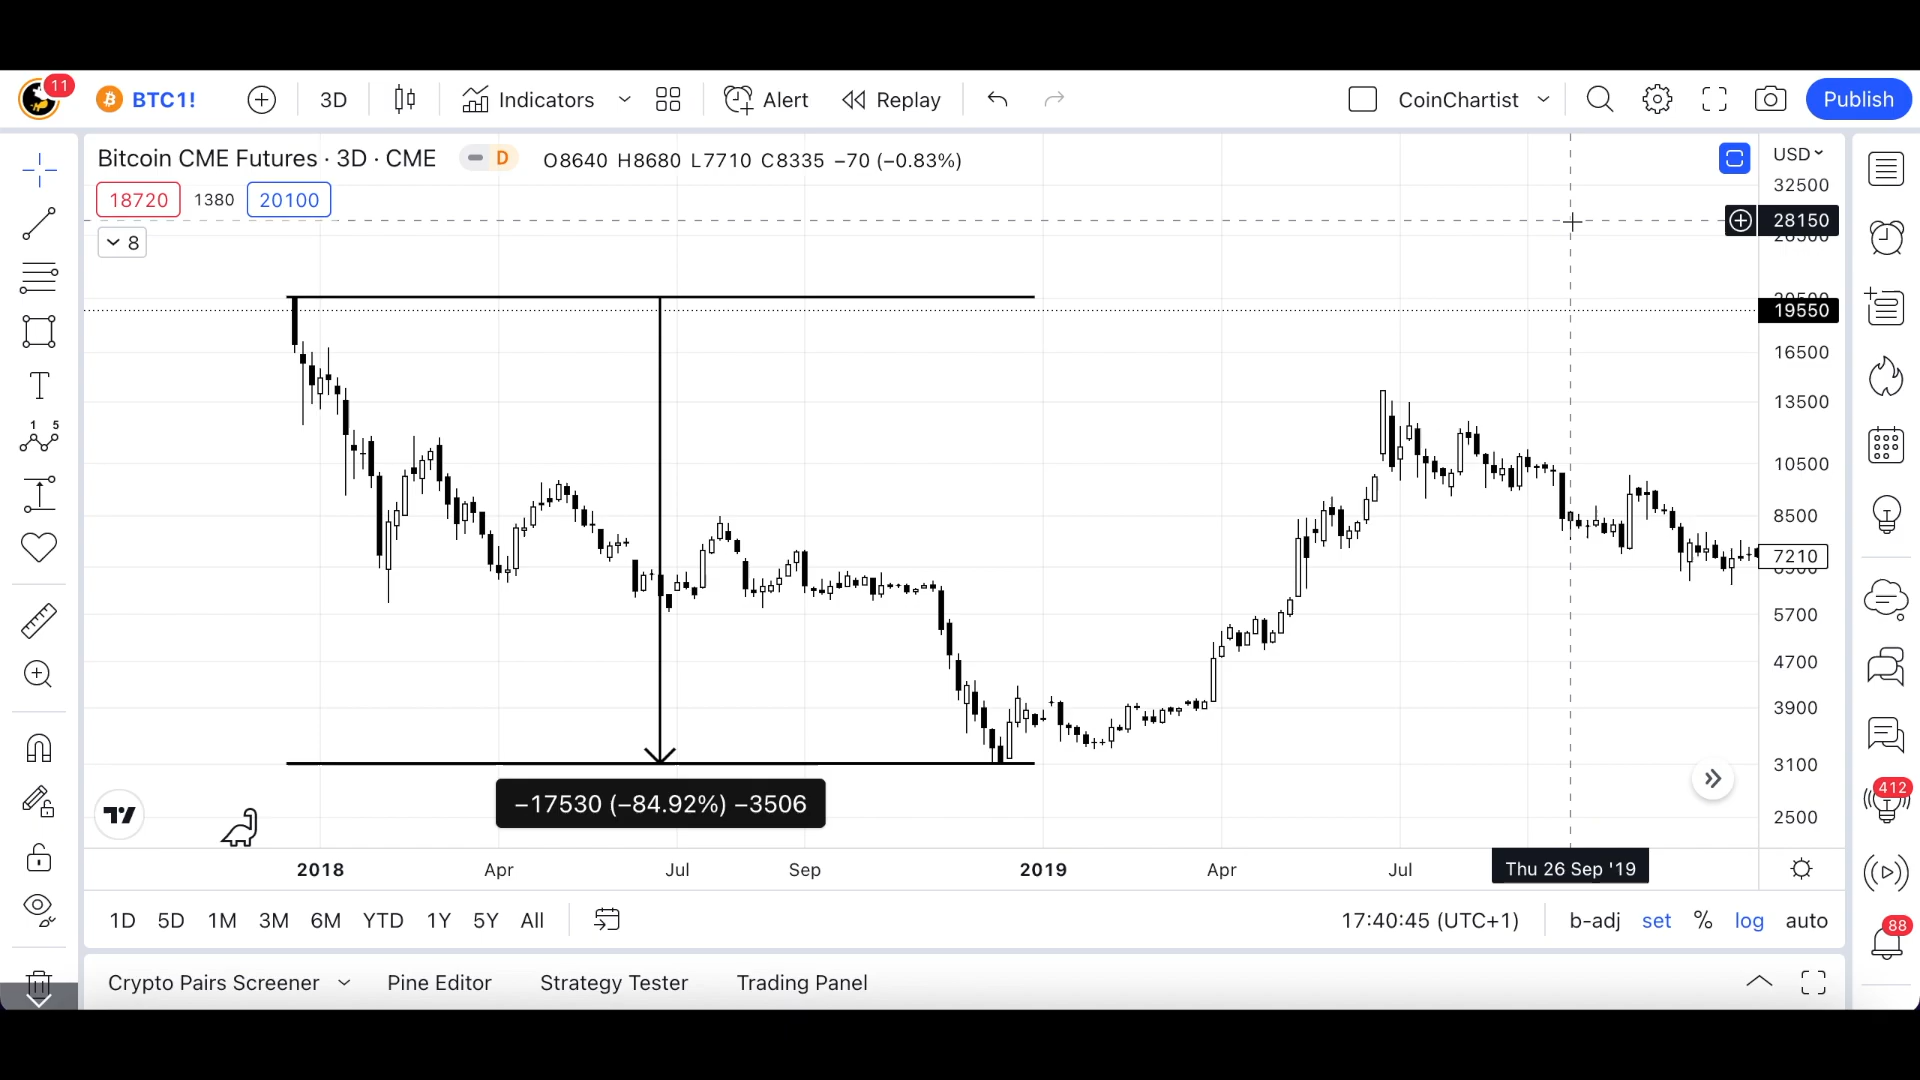 11
BTC1!
3D
Indicators
Alert
Replay
CoinChartist
Publish
Bitcoin CME Futures · 3D · CME
D
O8640 H8680 L7710 C8335 −70 (−0.83%)
USD
18720
1380
20100
8
32500
28150
19550
16500
13500
10500
8500
7210
5700
4700
3900
3100
2500
−17530 (−84.92%) −3506
2018
Apr
Jul
Sep
2019
Apr
Jul
Thu 26 Sep '19
1D 5D 1M 3M 6M YTD 1Y 5Y All
17:40:45 (UTC+1)
b-adj set % log auto
Crypto Pairs Screener
Pine Editor
Strategy Tester
Trading Panel
1 5
412
88